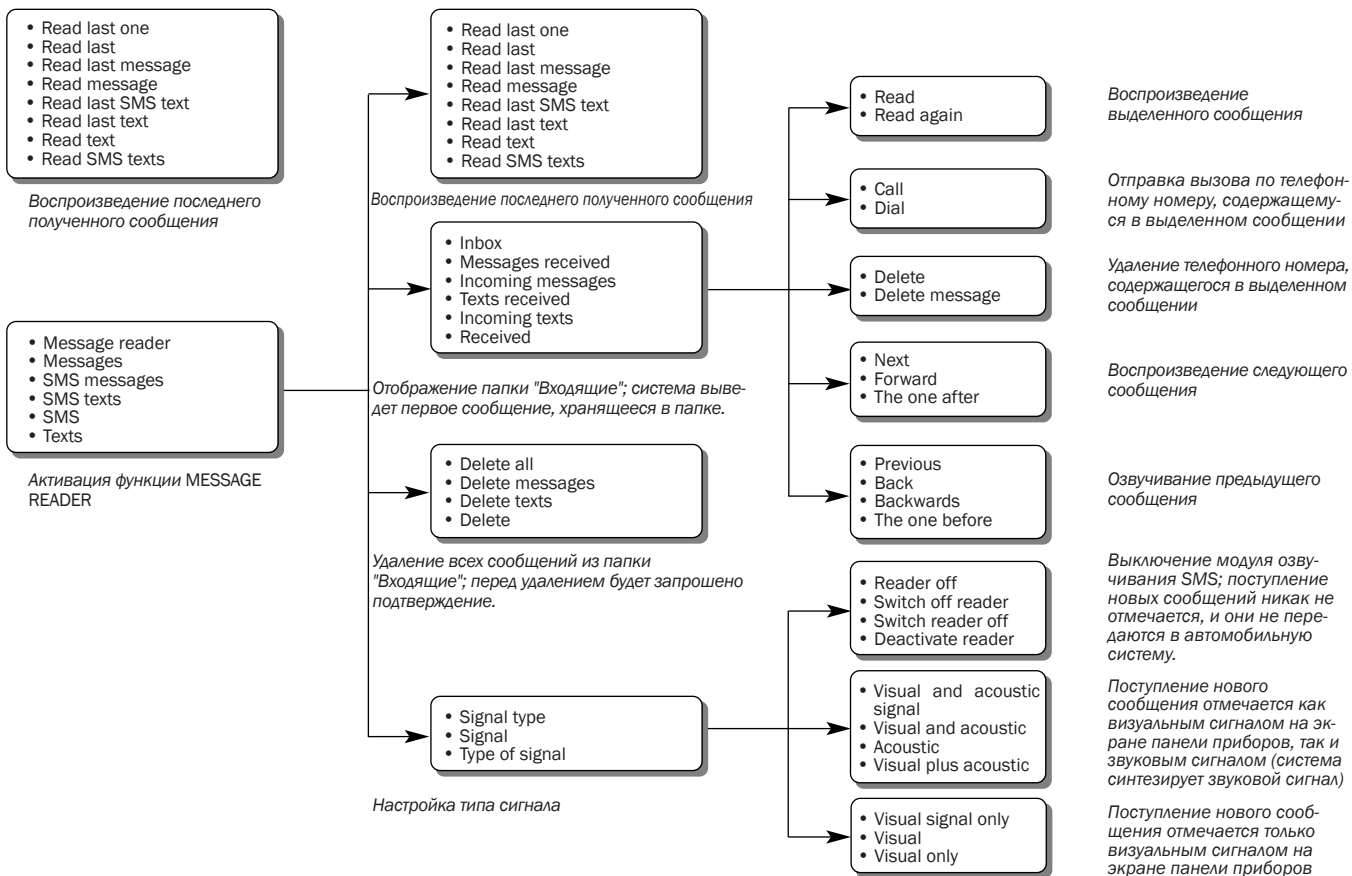 • Read last one
• Read last
• Read last message
• Read message
• Read last SMS text
• Read last text
• Read text
• Read SMS texts
Воспроизведение последнего
полученного сообщения
• Message reader
• Messages
• SMS messages
• SMS texts
• SMS
• Texts
Активация функции MESSAGE
READER
• Read last one
• Read last
• Read last message
• Read message
• Read last SMS text
• Read last text
• Read text
• Read SMS texts
Воспроизведение последнего полученного сообщения
• Inbox
• Messages received
• Incoming messages
• Texts received
• Incoming texts
• Received
Отображение папки "Входящие"; система выве-
дет первое сообщение, хранящееся в папке.
• Delete all
• Delete messages
• Delete texts
• Delete
Удаление всех сообщений из папки
"Входящие"; перед удалением будет запрошено
подтверждение.
• Signal type
• Signal
• Type of signal
Настройка типа сигнала
• Read
• Read again
Воспроизведение
выделенного сообщения
• Call
• Dial
Отправка вызова по телефон-
ному номеру, содержащему-
ся в выделенном сообщении
• Delete
• Delete message
Удаление телефонного номера,
содержащегося в выделенном
сообщении
• Next
• Forward
• The one after
Воспроизведение следующего
сообщения
• Previous
• Back
• Backwards
• The one before
Озвучивание предыдущего
сообщения
• Reader off
• Switch off reader
• Switch reader off
• Deactivate reader
Выключение модуля озву-
чивания SMS; поступление
новых сообщений никак не
отмечается, и они не пере-
даются в автомобильную
систему.
• Visual and acoustic
signal
• Visual and acoustic
• Acoustic
• Visual plus acoustic
Поступление нового
сообщения отмечается как
визуальным сигналом на эк-
ране панели приборов, так и
звуковым сигналом (система
синтезирует звуковой сигнал)
• Visual signal only
• Visual
• Visual only
Поступление нового сооб-
щения отмечается только
визуальным сигналом на
экране панели приборов